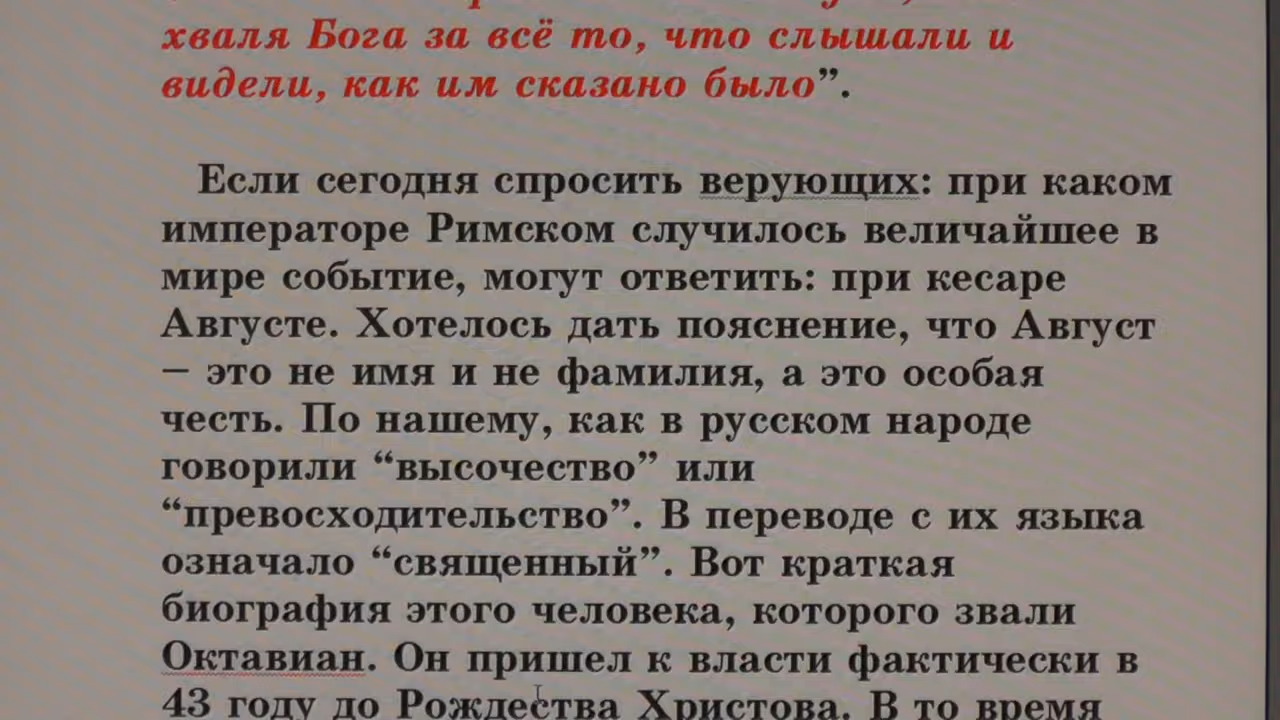 хваля Бога за всё то, что слышали и
видели, как им сказано было”.
Если сегодня спросить верующих: при каком
императоре Римском случилось величайшее в
мире событие, могут ответить: при кесаре
Августе. Хотелось дать пояснение, что Август
– это не имя и не фамилия, а это особая
честь. По нашему, как в русском народе
говорили “высочество” или
“превосходительство”. В переводе с их языка
означало “священный”. Вот краткая
биография этого человека, которого звали
Октавиан. Он пришел к власти фактически в
43 году до Рождества Христова. В то время